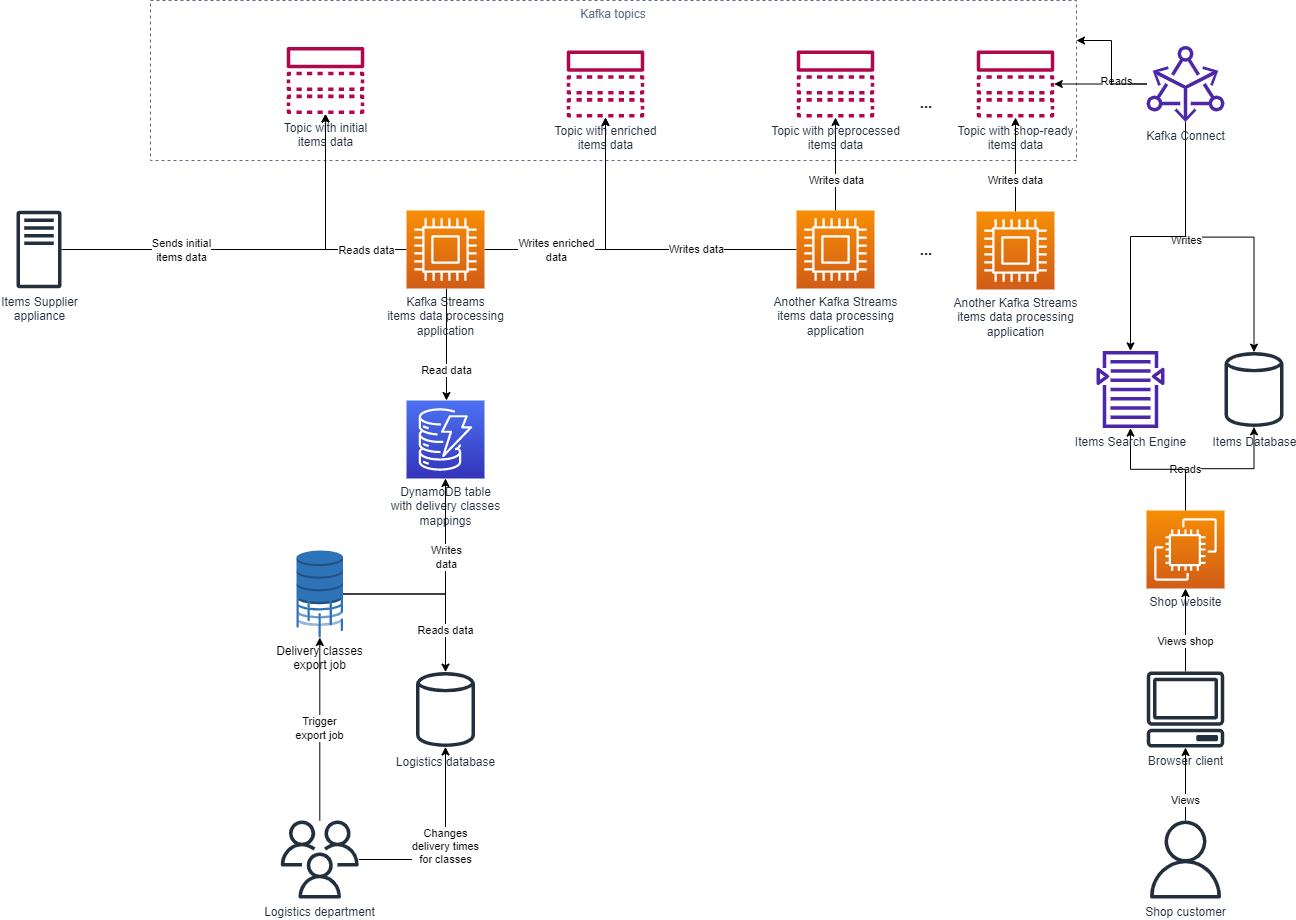 Kafka topics
Topic with initial
items data
Topic with enriched
items data
Topic with preprocessed
items data
...
Topic with shop-ready
items data
Reads
Kafka Connect
Writes data
Writes data
Items Supplier
appliance
Sends initial
items data
Reads data
Kafka Streams
items data processing
application
Writes enriched
data
Writes data
Another Kafka Streams
items data processing
application
...
Another Kafka Streams
items data processing
application
Writes
Read data
Items Search Engine
Items Database
Reads
DynamoDB table
with delivery classes
mappings
Writes
data
Shop website
Delivery classes
export job
Reads data
Views shop
Trigger
export job
Logistics database
Browser client
Changes
delivery times
for classes
Views
Logistics department
Shop customer